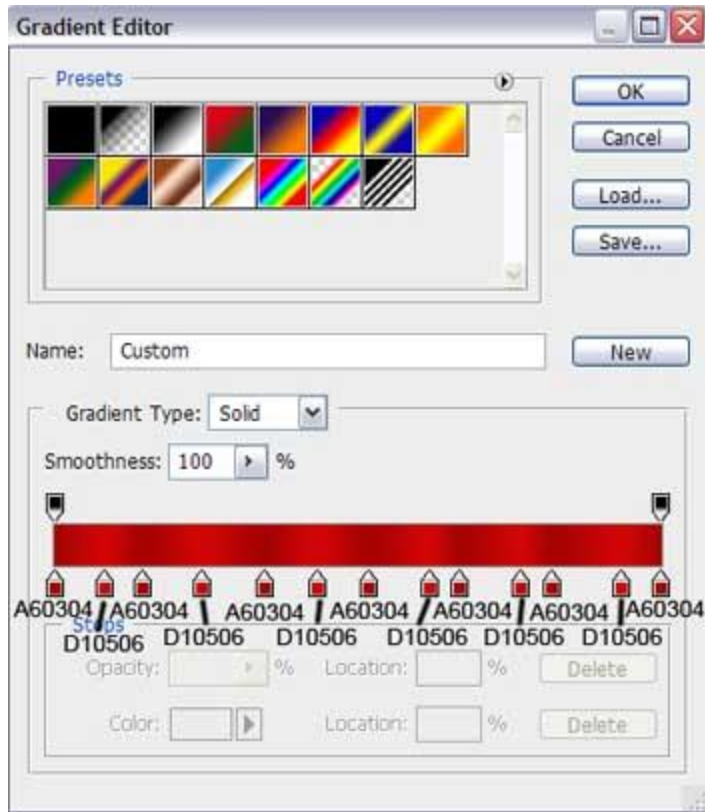 Gradient Editor
Presets
OK
Cancel
Load...
Save...
Name: Custom
New
Gradient Type: Solid
Smoothness: 100 %
A60304 A60304 A60304 A60304 A60304 A60304 A60304
D10506 D10506 D10506 D10506 D10506 D10506
Stops
Opacity: % Location: % Delete
Color: Location: % Delete